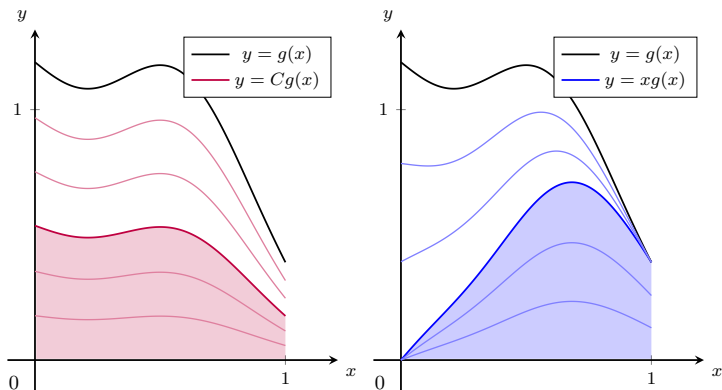 y
y = g(x)
y = Cg(x)
1
0
1
x
y
y = g(x)
y = xg(x)
1
0
1
x